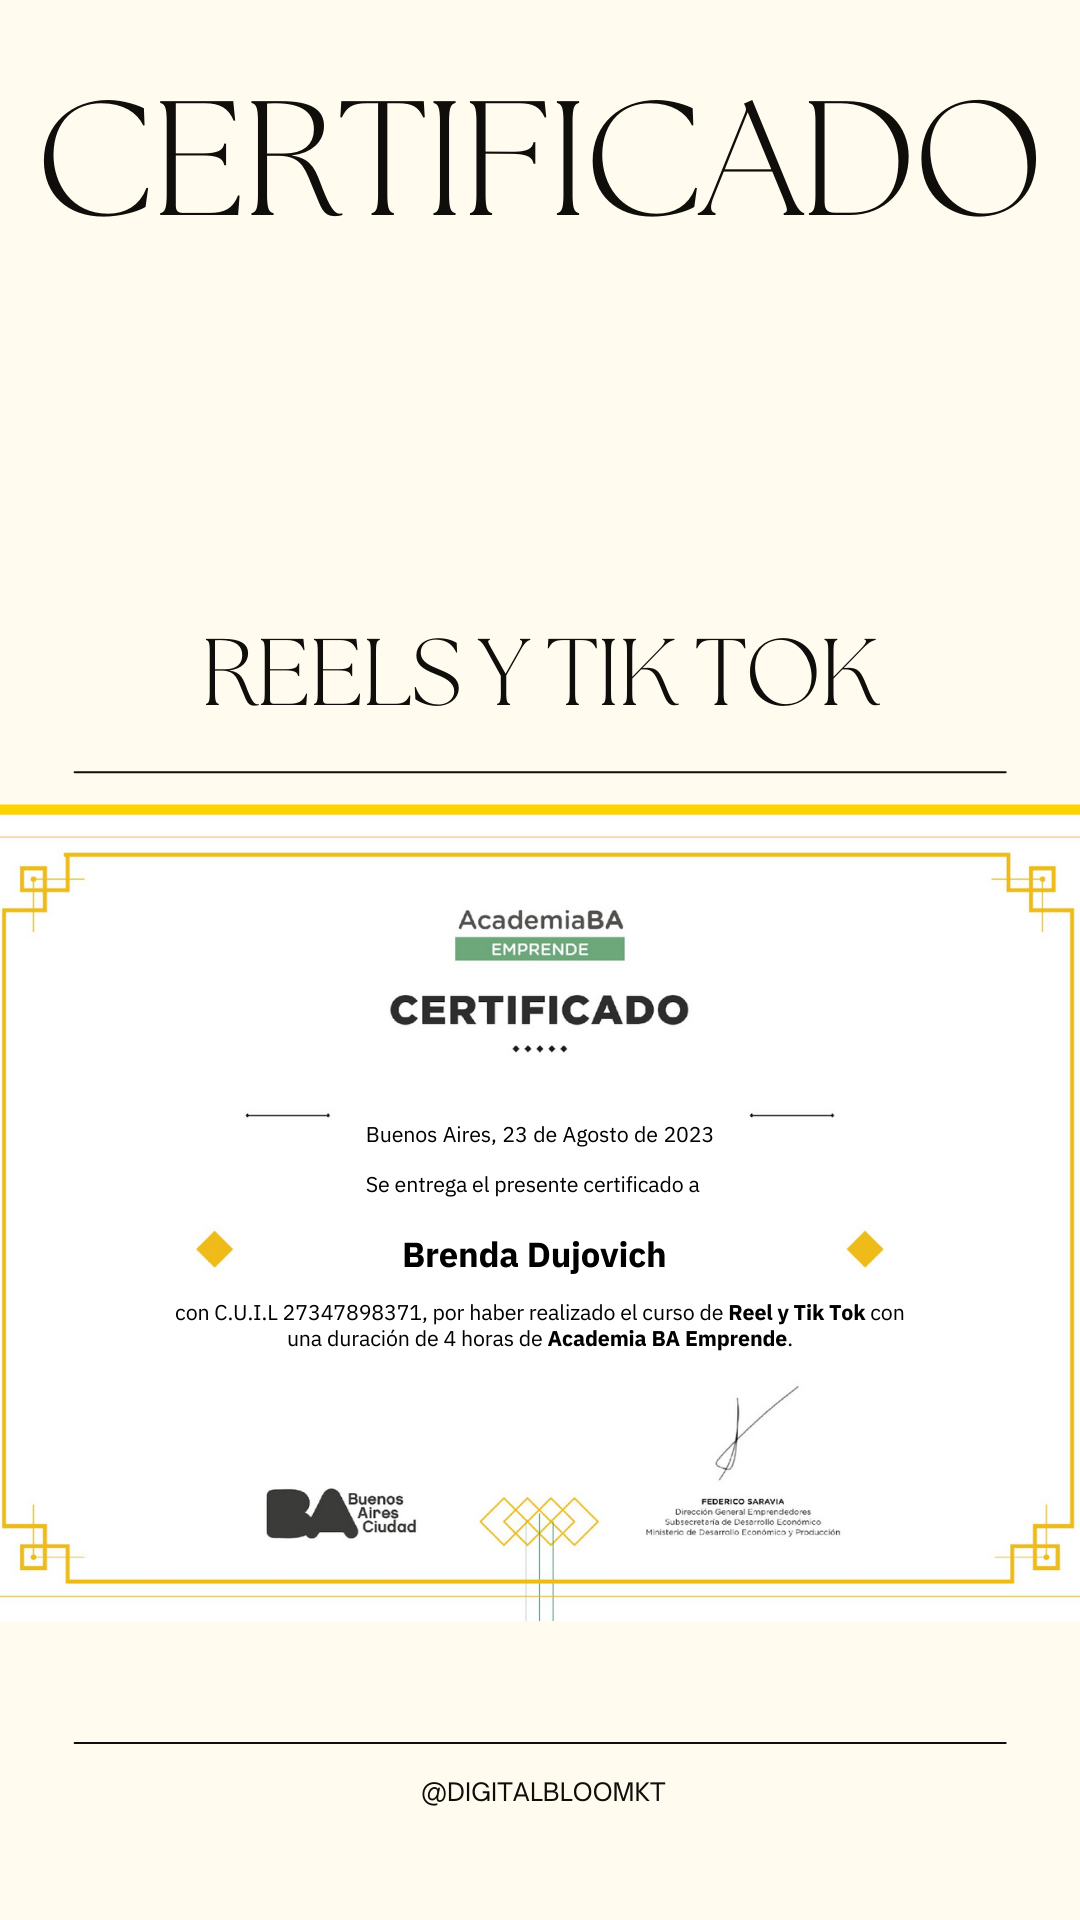 CERTIFICADO
REELS Y TIK TOK
AcademiaBA
EMPRENDE
CERTIFICADO
Buenos Aires, 23 de Agosto de 2023
Se entrega el presente certificado a
Brenda Dujovich
con C.U.I.L 27347898371, por haber realizado el curso de Reel y Tik Tok con
una duración de 4 horas de Academia BA Emprende.
BA Buenos
Aires
Ciudad
FEDERICO SARAVIA
Dirección General Emprendedores
Subsecretaría de Desarrollo Económico
Ministerio de Desarrollo Económico y Producción
@DIGITALBLOOMKT